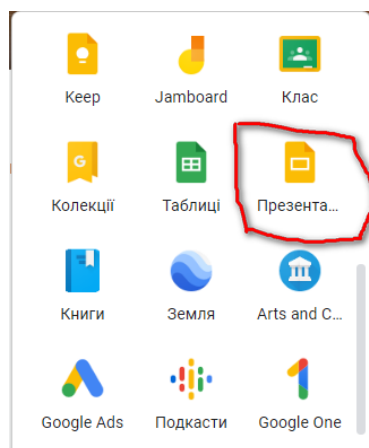 Keep Jamboard Клас
G
Колекції Таблиці Презента...
Книги Земля Arts and C...
Google Ads Подкасти Google One